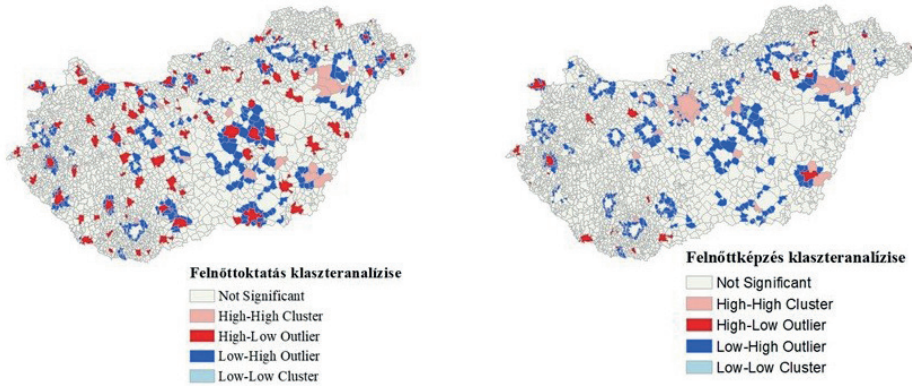 Felnőttoktatás klaszteranalízise
Not Significant
High-High Cluster
High-Low Outlier
Low-High Outlier
Low-Low Cluster
Felnőttképzés klaszteranalízise
Not Significant
High-High Cluster
High-Low Outlier
Low-High Outlier
Low-Low Cluster